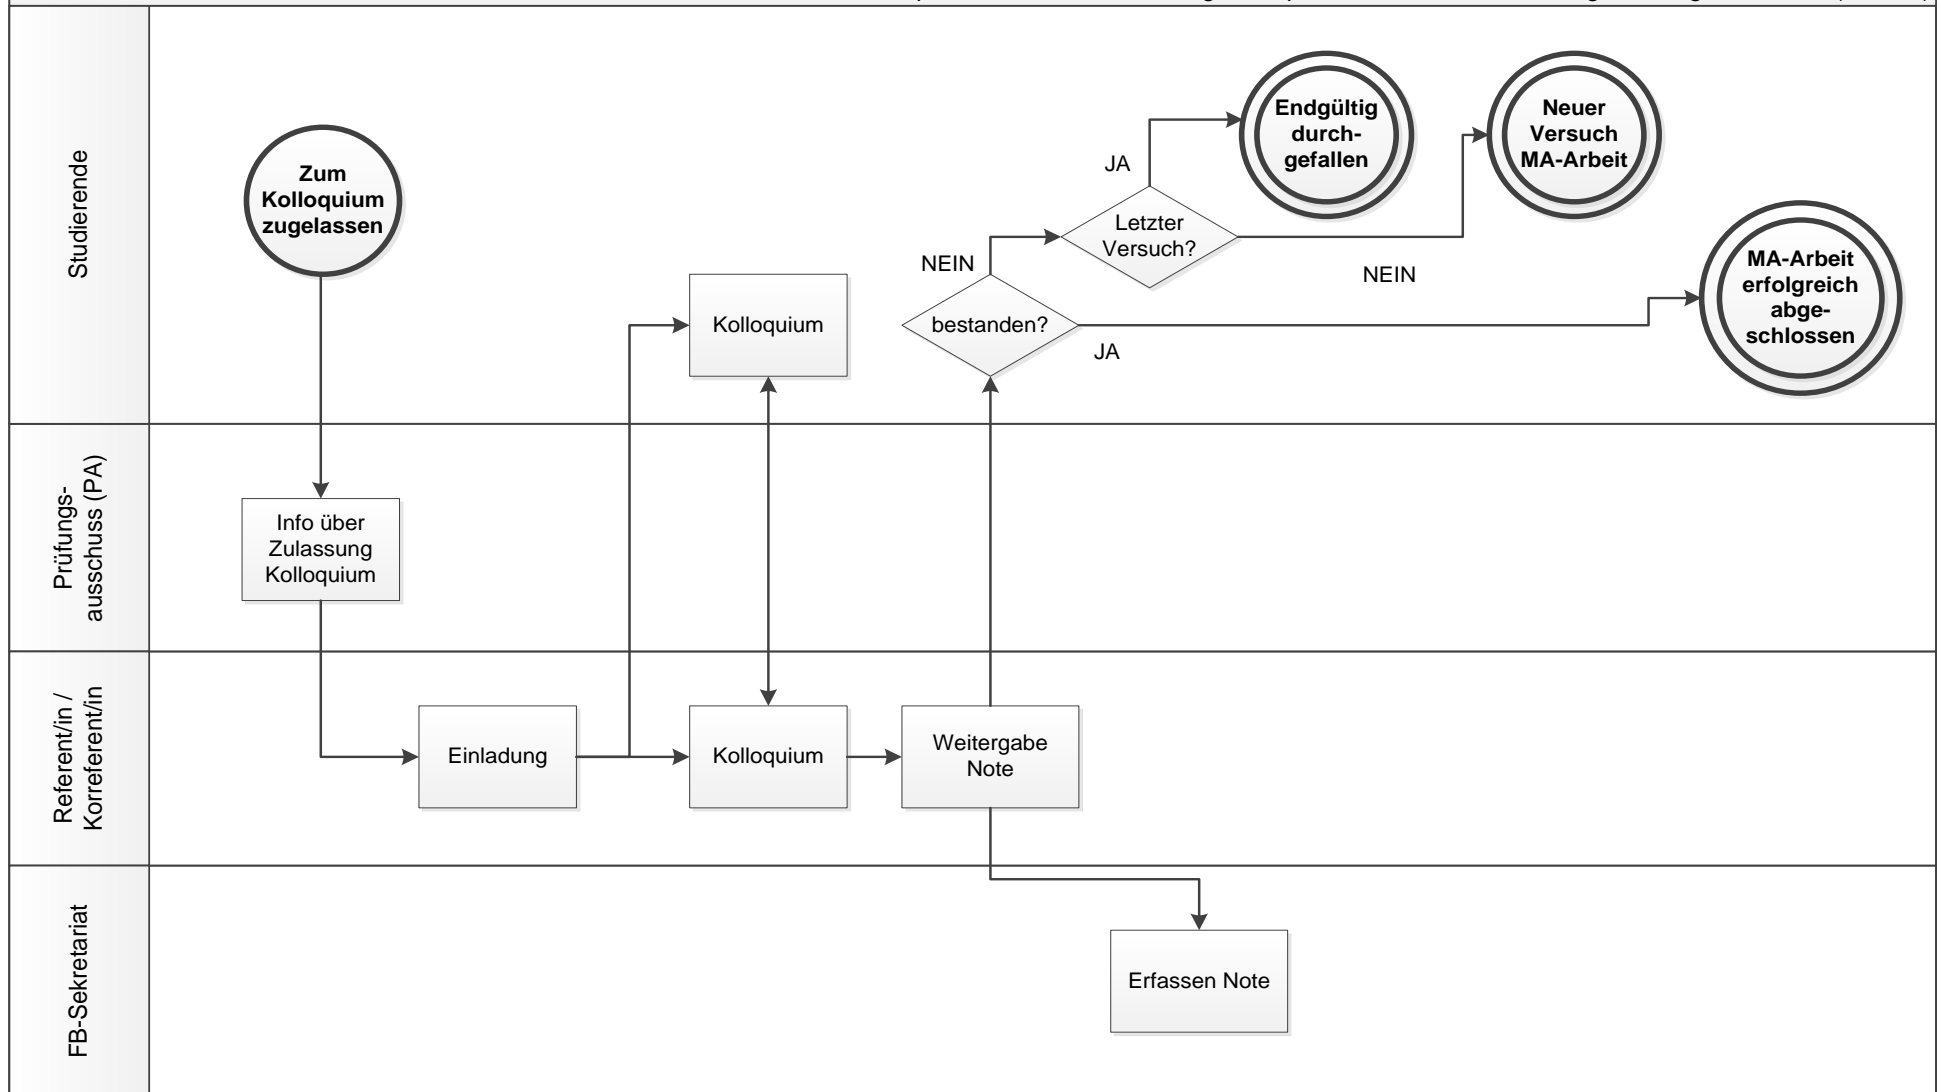 Studierende
Zum
Kolloquium
zugelassen
Kolloquium
bestanden?
NEIN
JA
Letzter
Versuch?
JA
NEIN
Endgültig
durch-
gefallen
Neuer
Versuch
MA-Arbeit
MA-Arbeit
erfolgreich
abge-
schlossen
Prüfungs-
ausschuss (PA)
Info über
Zulassung
Kolloquium
Referent/in /
Korreferent/in
Einladung
Kolloquium
Weitergabe
Note
FB-Sekretariat
Erfassen Note